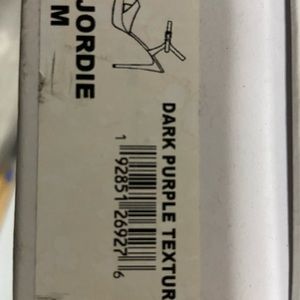 JORDIE
M
DARK PURPLE TEXTUR
1 92851 26927 6